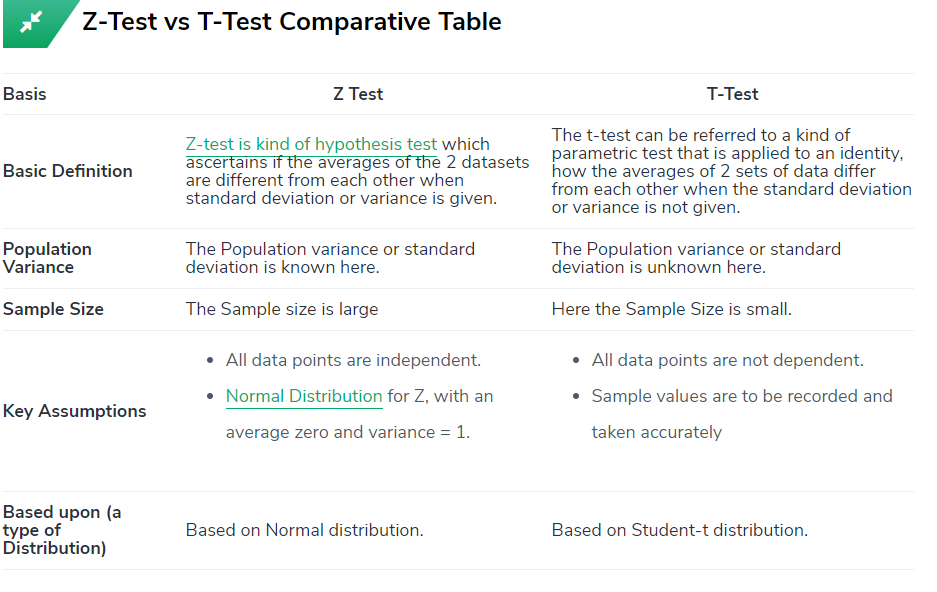 Z-Test vs T-Test Comparative Table
Basis
Z Test
T-Test
Basic Definition
Z-test is kind of hypothesis test which
ascertains if the averages of the 2 datasets
are different from each other when
standard deviation or variance is given.
The t-test can be referred to a kind of
parametric test that is applied to an identity,
how the averages of 2 sets of data differ
from each other when the standard deviation
or variance is not given.
Population
Variance
The Population variance or standard
deviation is known here.
The Population variance or standard
deviation is unknown here.
Sample Size
The Sample size is large
Here the Sample Size is small.
Key Assumptions
• All data points are independent.
• Normal Distribution for Z, with an
average zero and variance = 1.
• All data points are not dependent.
• Sample values are to be recorded and
taken accurately
Based upon (a
type of
Distribution)
Based on Normal distribution.
Based on Student-t distribution.